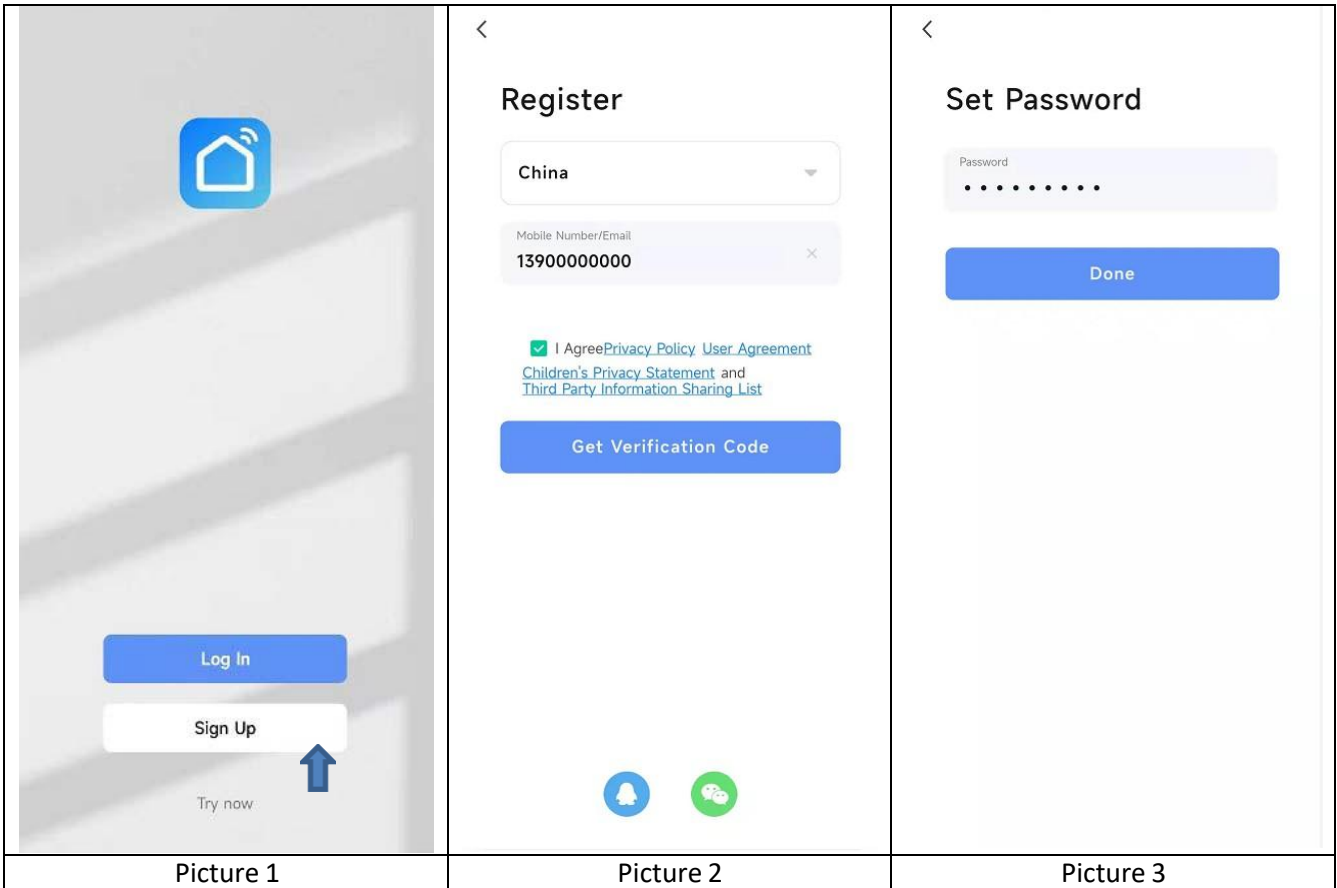 Log In
Sign Up
Try now
Picture 1
Register
China
Mobile Number/Email
13900000000
I AgreePrivacy Policy User Agreement
Children's Privacy Statement and
Third Party Information Sharing List
Get Verification Code
Picture 2
Set Password
Password
Done
Picture 3